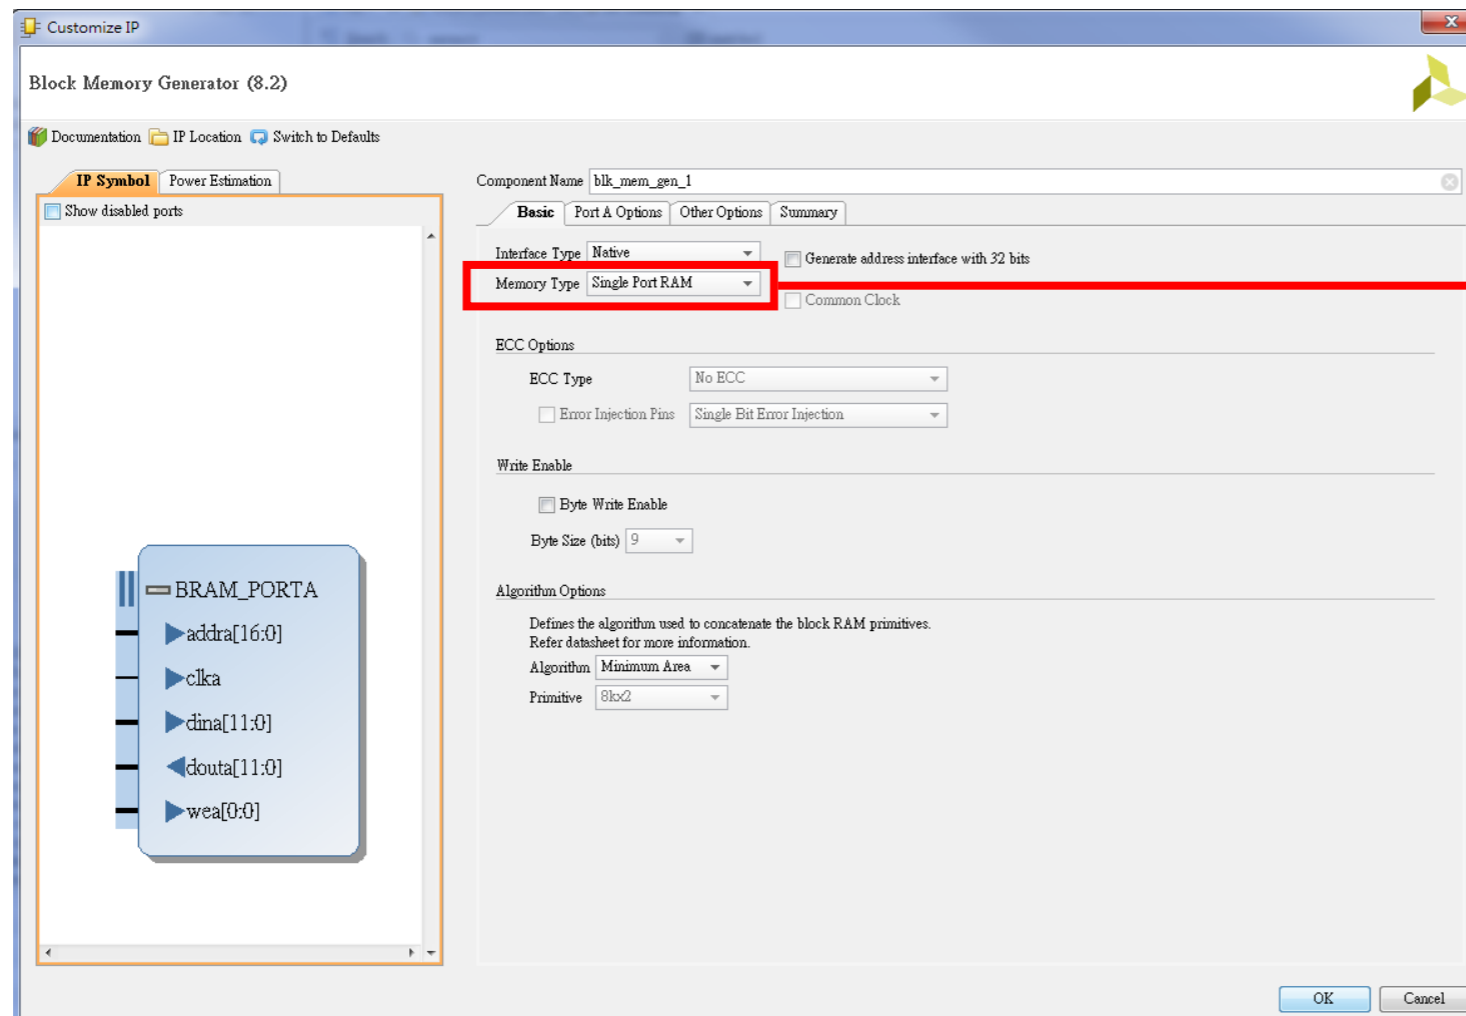 Customize IP
Block Memory Generator (8.2)
Documentation IP Location Switch to Defaults
IP Symbol Power Estimation
Show disabled ports
BRAM_PORTA
addra[16:0]
clka
dina[11:0]
douta[11:0]
wea[0:0]
Component Name blk_mem_gen_1
Basic Port A Options Other Options Summary
Interface Type Native Generate address interface with 32 bits
Memory Type Single Port RAM
Common Clock
ECC Options
ECC Type No ECC
Error Injection Pins Single Bit Error Injection
Write Enable
Byte Write Enable
Byte Size (bits) 9
Algorithm Options
Defines the algorithm used to concatenate the block RAM primitives.
Refer datasheet for more information.
Algorithm Minimum Area
Primitive 8kx2
OK Cancel